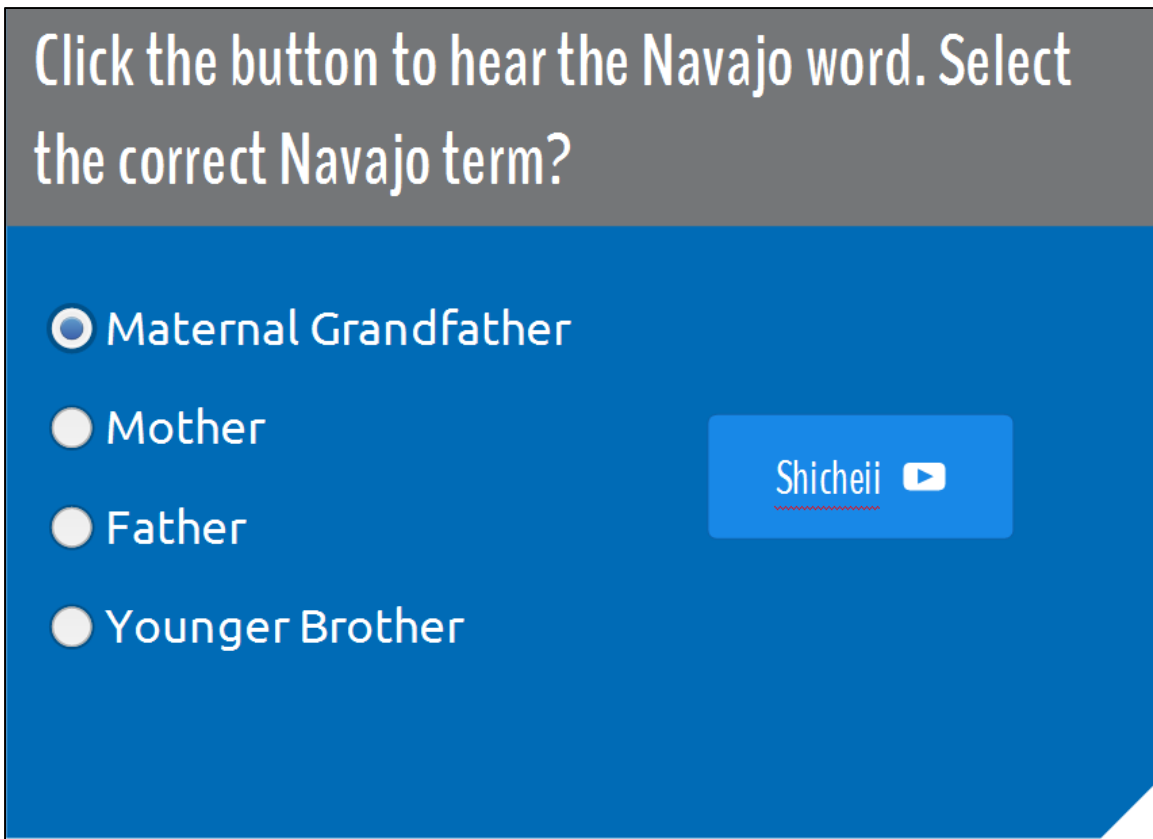 Click the button to hear the Navajo word. Select
the correct Navajo term?
Maternal Grandfather
Mother
Shicheii
Father
Younger Brother